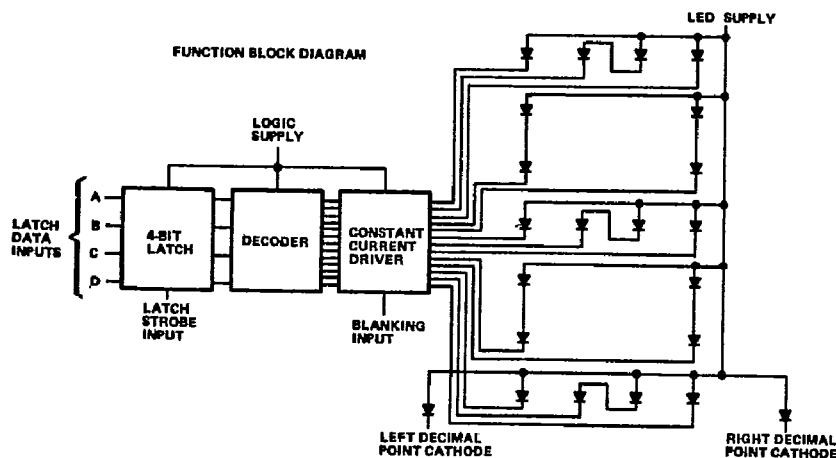 LED SUPPLY
FUNCTION BLOCK DIAGRAM
LOGIC
SUPPLY
LATCH
DATA
INPUTS
A
B
C
D
4-BIT
LATCH
DECODER
CONSTANT
CURRENT
DRIVER
LATCH
STROBE
INPUT
BLANKING
INPUT
LEFT DECIMAL
POINT CATHODE
RIGHT DECIMAL
POINT CATHODE